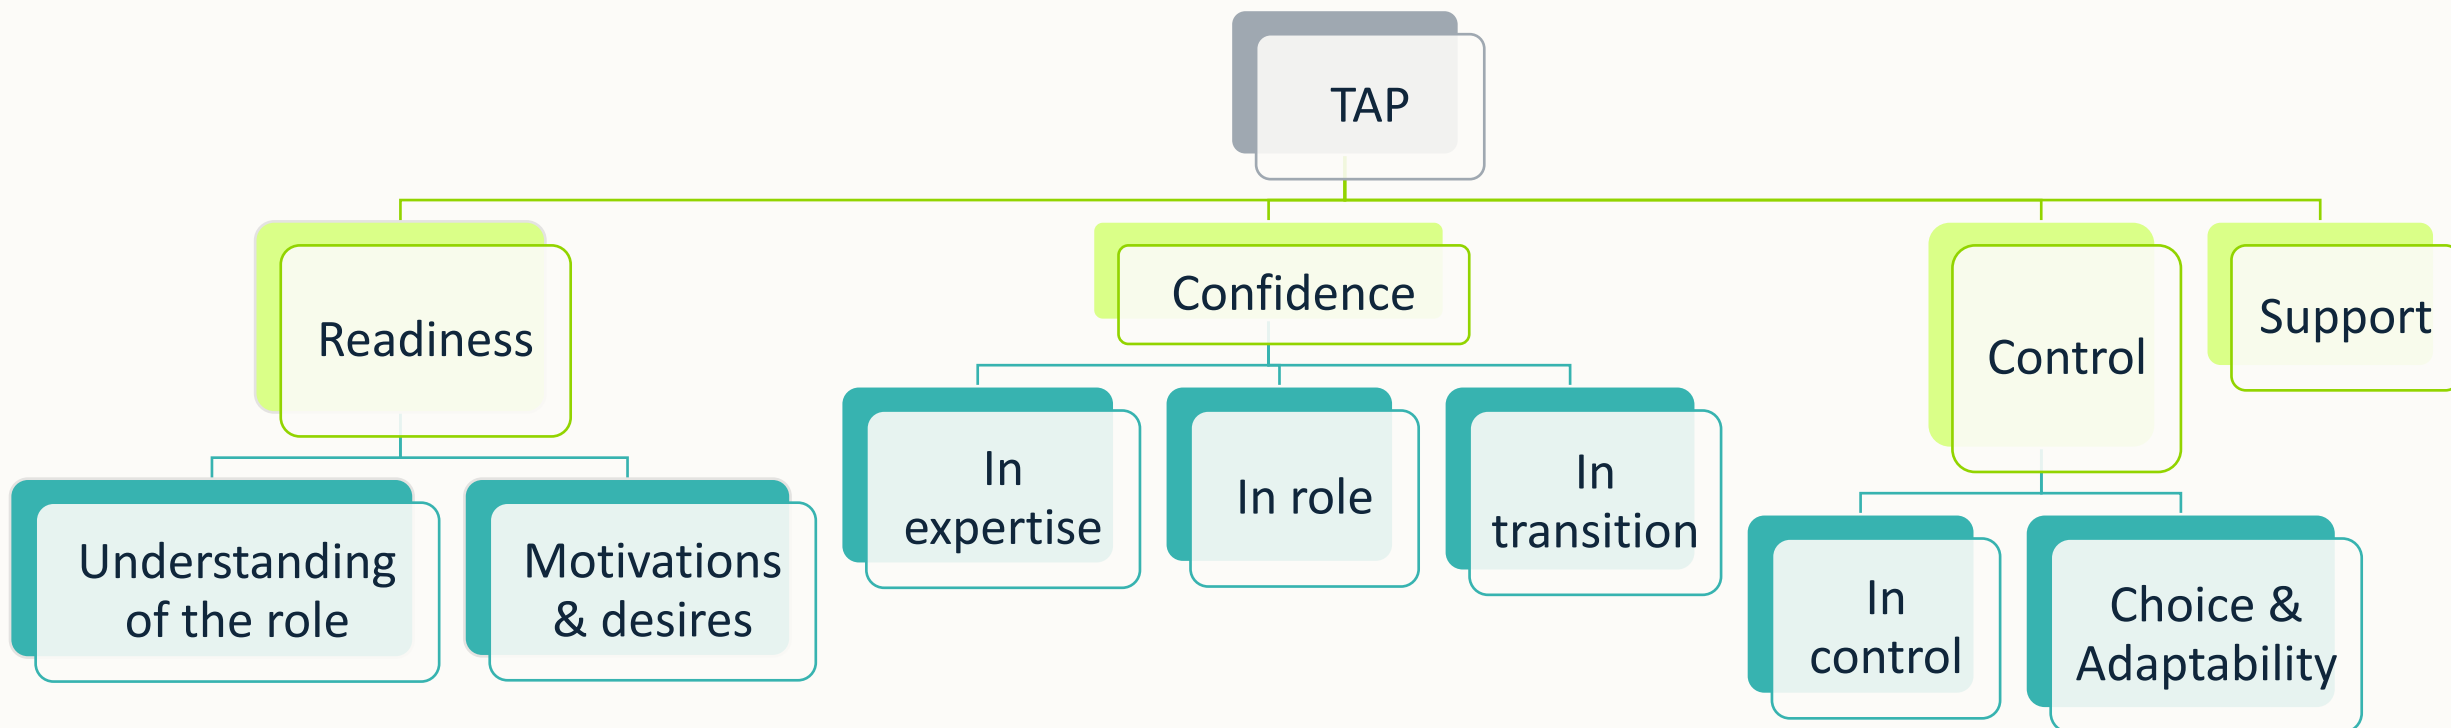 TAP
Readiness
Confidence
Control
Support
Understanding
of the role
Motivations
& desires
In
expertise
In role
In
transition
In
control
Choice &
Adaptability